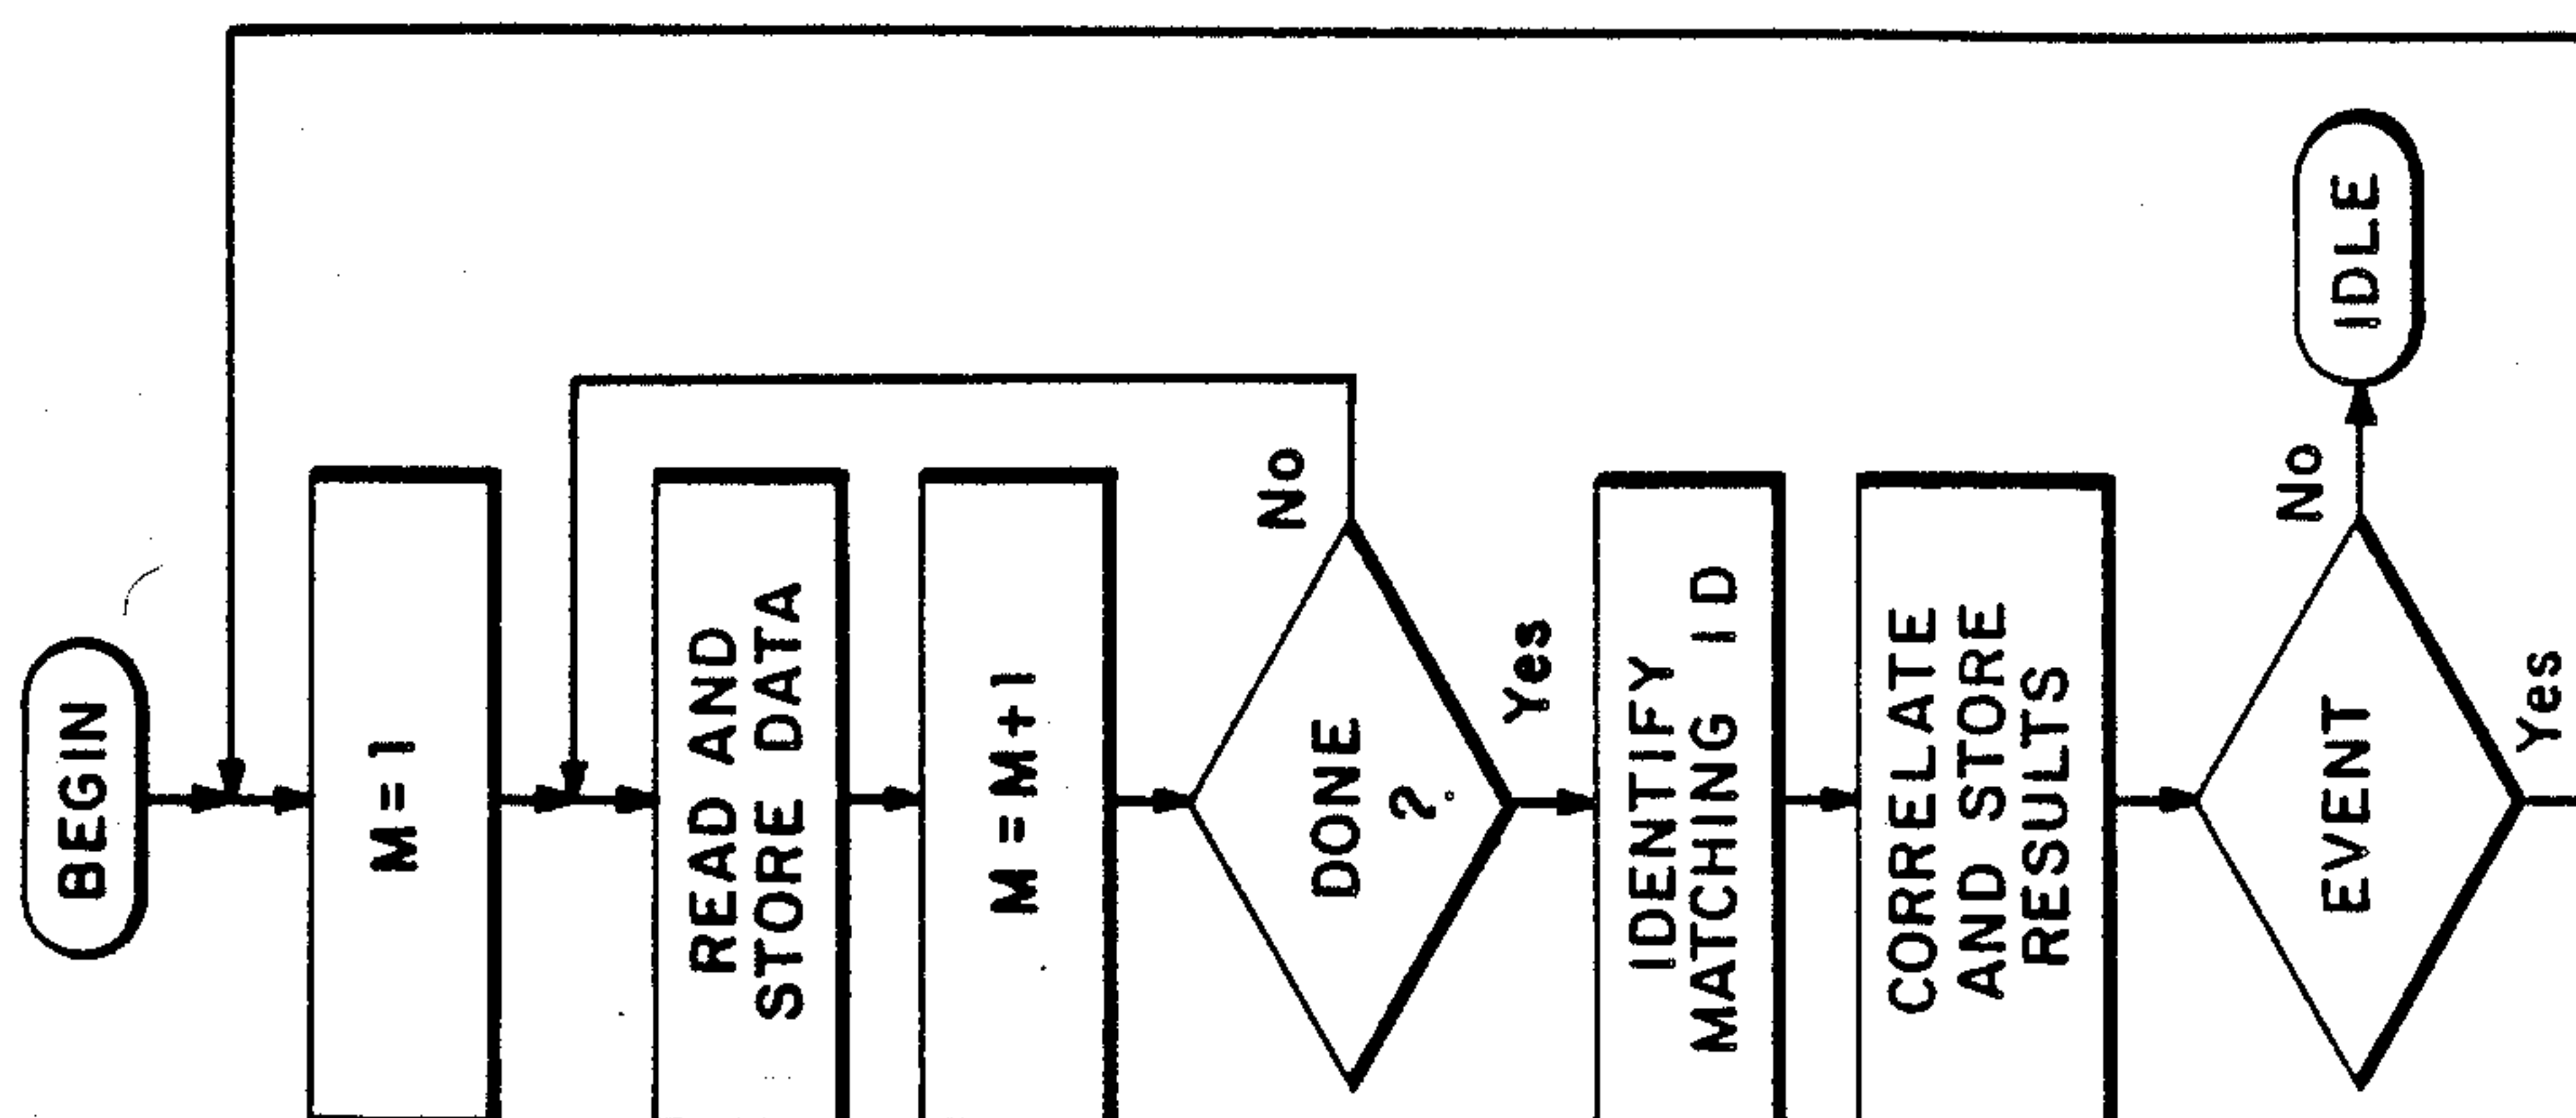 BEGIN
M = 1
READ AND
STORE DATA
M = M + 1
DONE
?
No
Yes
IDENTIFY
MATCHING ID
CORRELATE
AND STORE
RESULTS
EVENT
No
IDLE
Yes